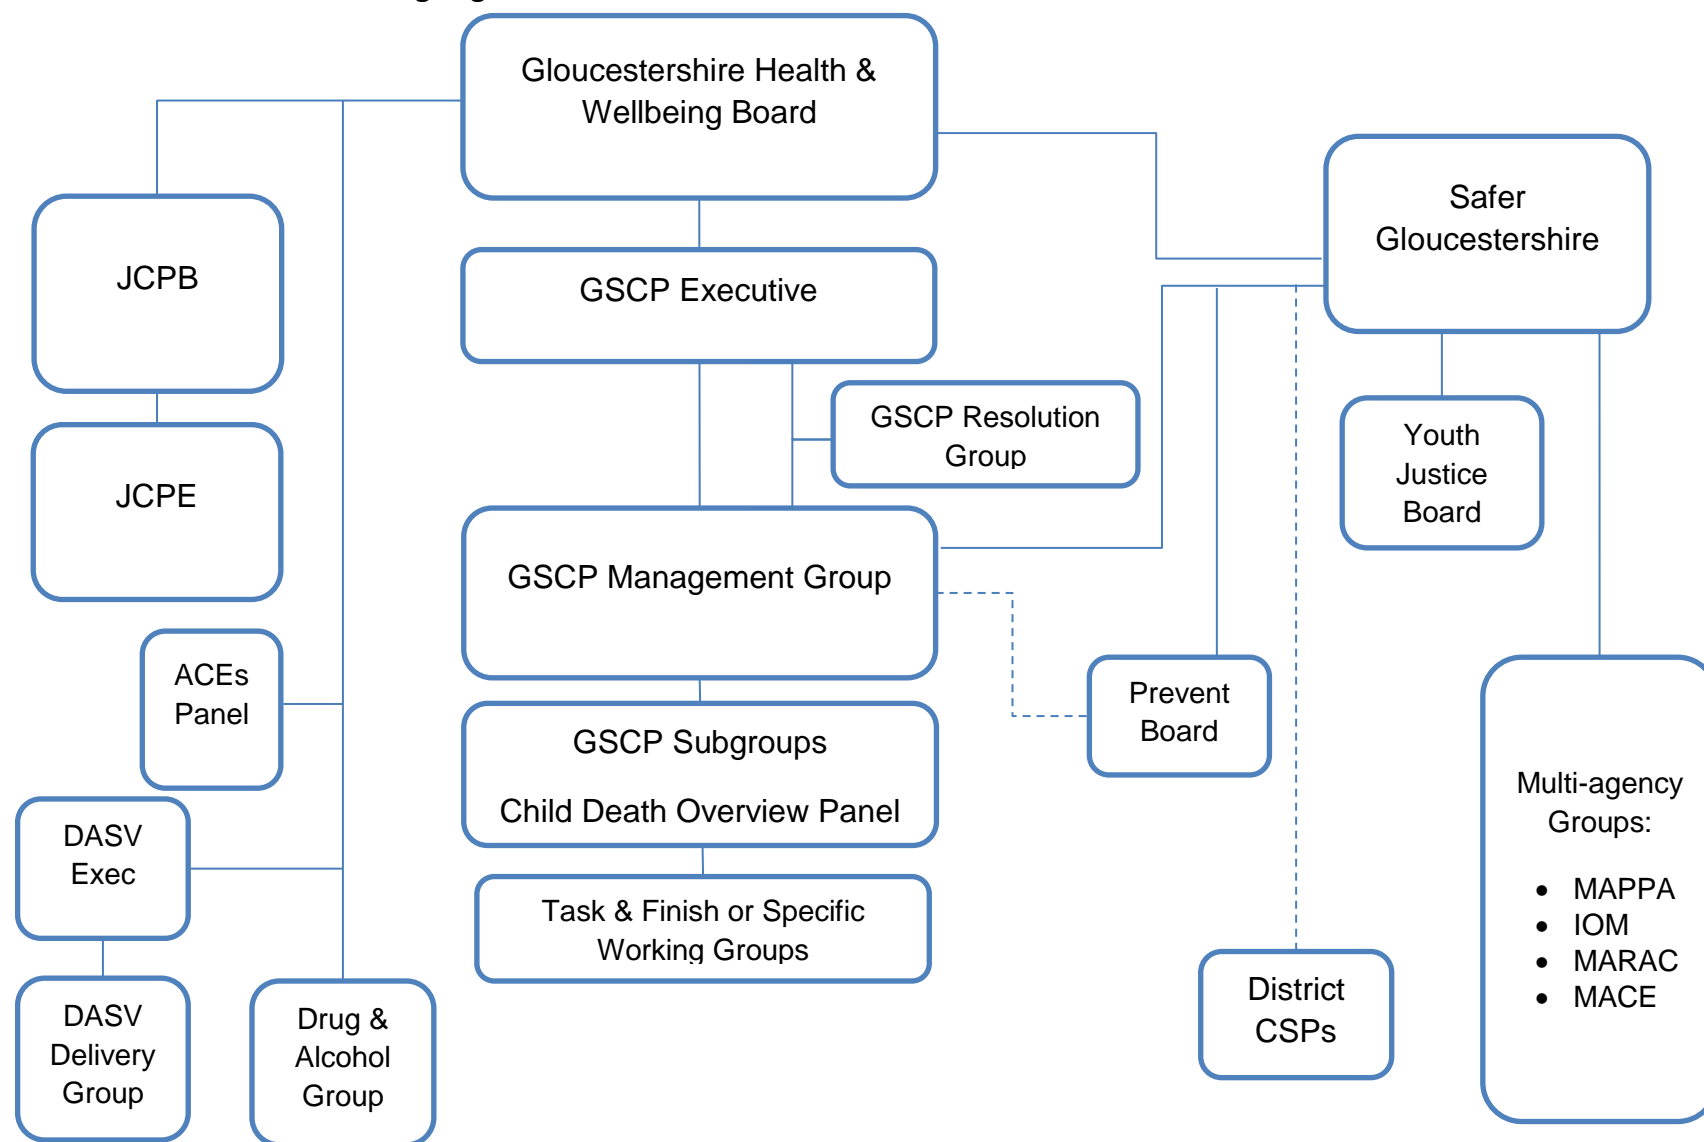 Gloucestershire Health &
Wellbeing Board
Safer
Gloucestershire
JCPB
GSCP Executive
GSCP Resolution
Group
Youth
Justice
Board
JCPE
GSCP Management Group
ACEs
Panel
Prevent
Board
GSCP Subgroups
Child Death Overview Panel
Multi-agency
Groups:
• MAPPA
• IOM
• MARAC
• MACE
DASV
Exec
Task & Finish or Specific
Working Groups
District
CSPs
DASV
Delivery
Group
Drug &
Alcohol
Group